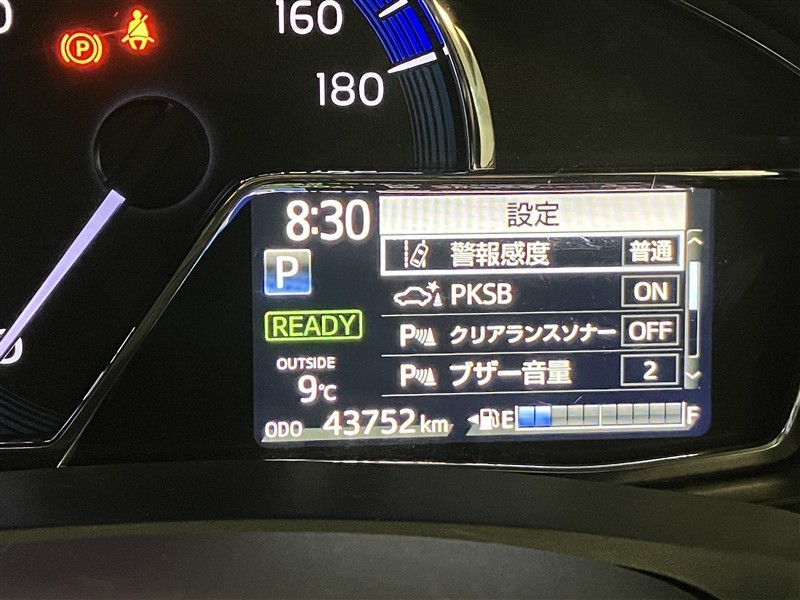 160
180
P
8:30
設定
警報感度 普通
P
PKSB ON
READY
P クリアランスソナー OFF
OUTSIDE
9℃
P ブザー音量 2
ODO 43752 km
E F